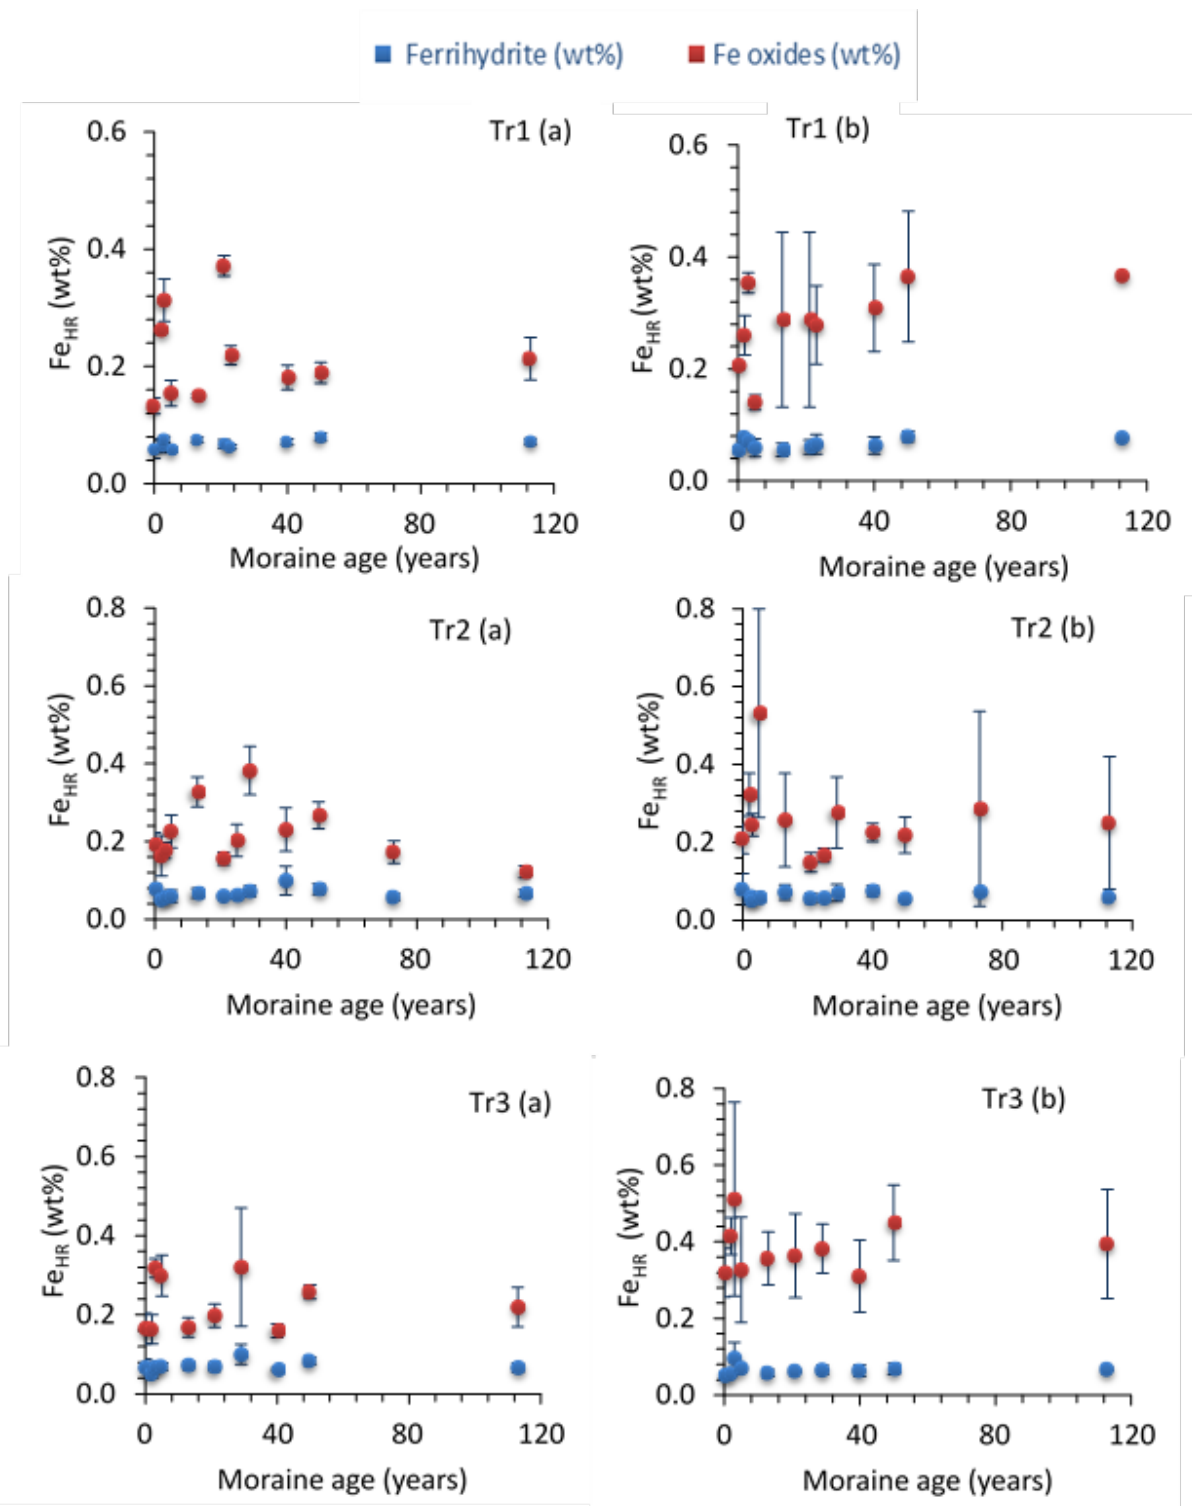 Ferrihydrite (wt%) Fe oxides (wt%)
Tr1 (a)
0.6
0.4
0.2
0.0
FeHR (wt%)
0 40 80 120
Moraine age (years)
Tr1 (b)
0.6
0.4
0.2
0.0
FeHR (wt%)
0 40 80 120
Moraine age (years)
Tr2 (a)
0.8
0.6
0.4
0.2
0.0
FeHR (wt%)
0 40 80 120
Moraine age (years)
Tr2 (b)
0.8
0.6
0.4
0.2
0.0
FeHR (wt%)
0 40 80 120
Moraine age (years)
Tr3 (a)
0.8
0.6
0.4
0.2
0.0
FeHR (wt%)
0 40 80 120
Moraine age (years)
Tr3 (b)
0.8
0.6
0.4
0.2
0.0
FeHR (wt%)
0 40 80 120
Moraine age (years)